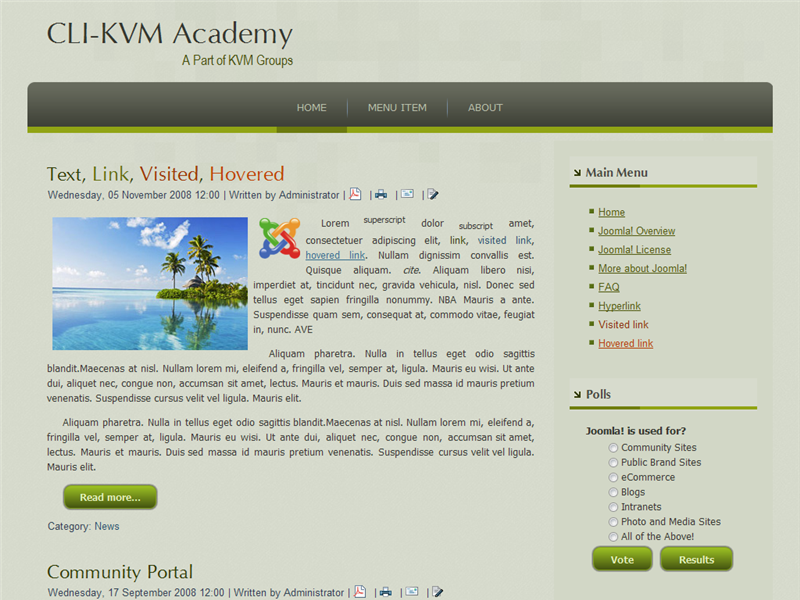 CLI-KVM Academy
A Part of KVM Groups
HOME
MENU ITEM
ABOUT
Text, Link, Visited, Hovered
Wednesday, 05 November 2008 12:00 | Written by Administrator |
Lorem superscript dolor subscript amet,
consectetuer adipiscing elit, link, visited link,
hovered link. Nullam dignissim convallis est.
Quisque aliquam. cite. Aliquam libero nisi,
imperdiet at, tincidunt nec, gravida vehicula, nisl. Donec sed
tellus eget sapien fringilla nonummy. NBA Mauris a ante.
Suspendisse quam sem, consequat at, commodo vitae, feugiat
in, nunc. AVE
Aliquam pharetra. Nulla in tellus eget odio sagittis
blandit.Maecenas at nisl. Nullam lorem mi, eleifend a, fringilla vel, semper at, ligula. Mauris eu wisi. Ut ante
dui, aliquet nec, congue non, accumsan sit amet, lectus. Mauris et mauris. Duis sed massa id mauris pretium
venenatis. Suspendisse cursus velit vel ligula. Mauris elit.
Aliquam pharetra. Nulla in tellus eget odio sagittis blandit.Maecenas at nisl. Nullam lorem mi, eleifend a,
fringilla vel, semper at, ligula. Mauris eu wisi. Ut ante dui, aliquet nec, congue non, accumsan sit amet,
lectus. Mauris et mauris. Duis sed massa id mauris pretium venenatis. Suspendisse cursus velit vel ligula.
Mauris elit.
Read more...
Category: News
Community Portal
Wednesday, 17 September 2008 12:00 | Written by Administrator |
Main Menu
Home
Joomla! Overview
Joomla! License
More about Joomla!
FAQ
Hyperlink
Visited link
Hovered link
Polls
Joomla! is used for?
Community Sites
Public Brand Sites
eCommerce
Blogs
Intranets
Photo and Media Sites
All of the Above!
Vote
Results